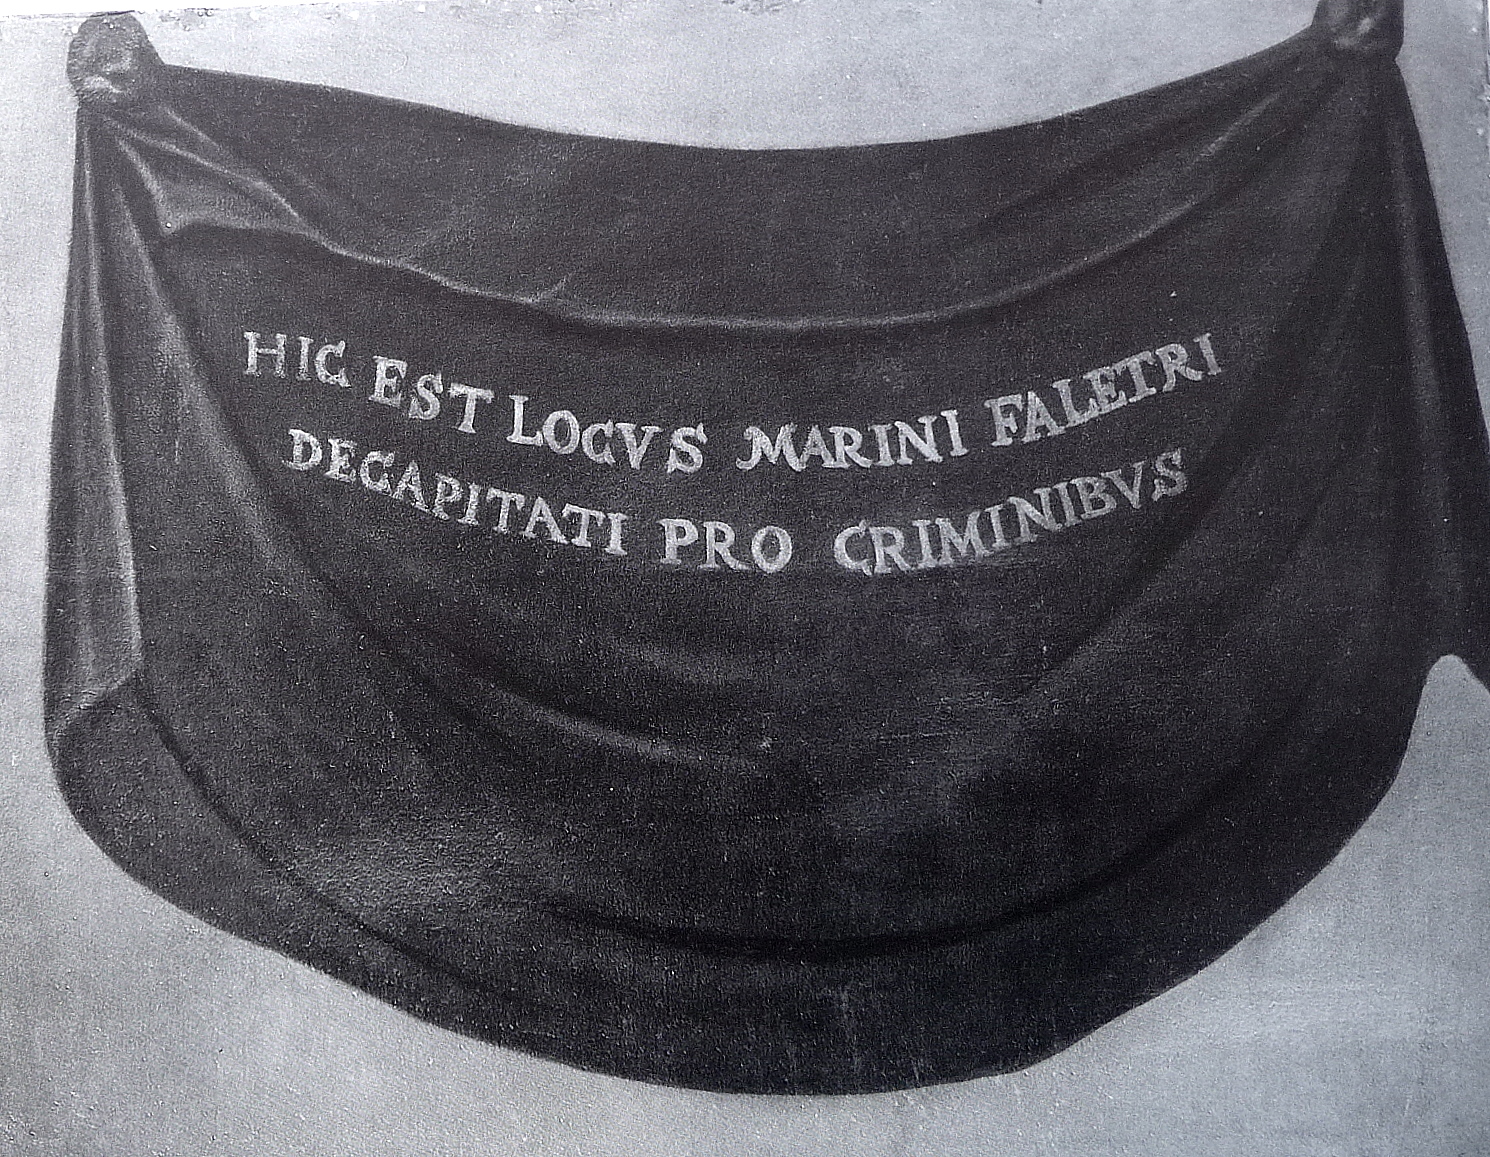 HIC EST LOCVS MARINI FALETRI
DECAPITATI PRO CRIMINIBVS